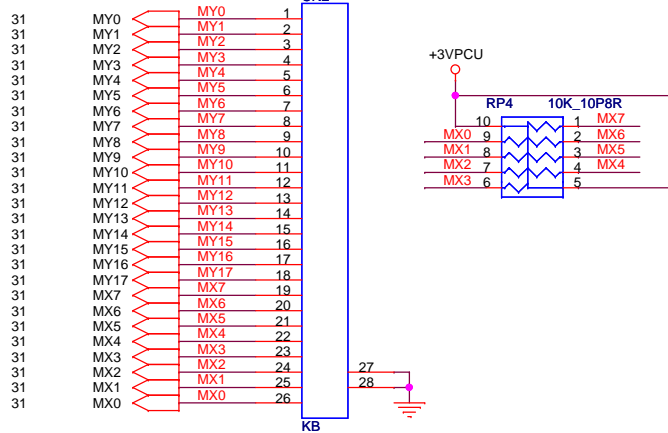 31 MY0 MY0 1
31 MY1 MY1 2
31 MY2 MY2 3
31 MY3 MY3 4
31 MY4 MY4 5
31 MY5 MY5 6
31 MY6 MY6 7
31 MY7 MY7 8
31 MY8 MY8 9
31 MY9 MY9 10
31 MY10 MY10 11
31 MY11 MY11 12
31 MY12 MY12 13
31 MY13 MY13 14
31 MY14 MY14 15
31 MY15 MY15 16
31 MY16 MY16 17
31 MY17 MY17 18
31 MX7 MX7 19
31 MX6 MX6 20
31 MX5 MX5 21
31 MX4 MX4 22
31 MX3 MX3 23
31 MX2 MX2 24 27
31 MX1 MX1 25 28
31 MX0 MX0 26
KB
+3VPCU
RP4 10K_10P8R
10 1 MX7
MX0 9 2 MX6
MX1 8 3 MX5
MX2 7 4 MX4
MX3 6 5